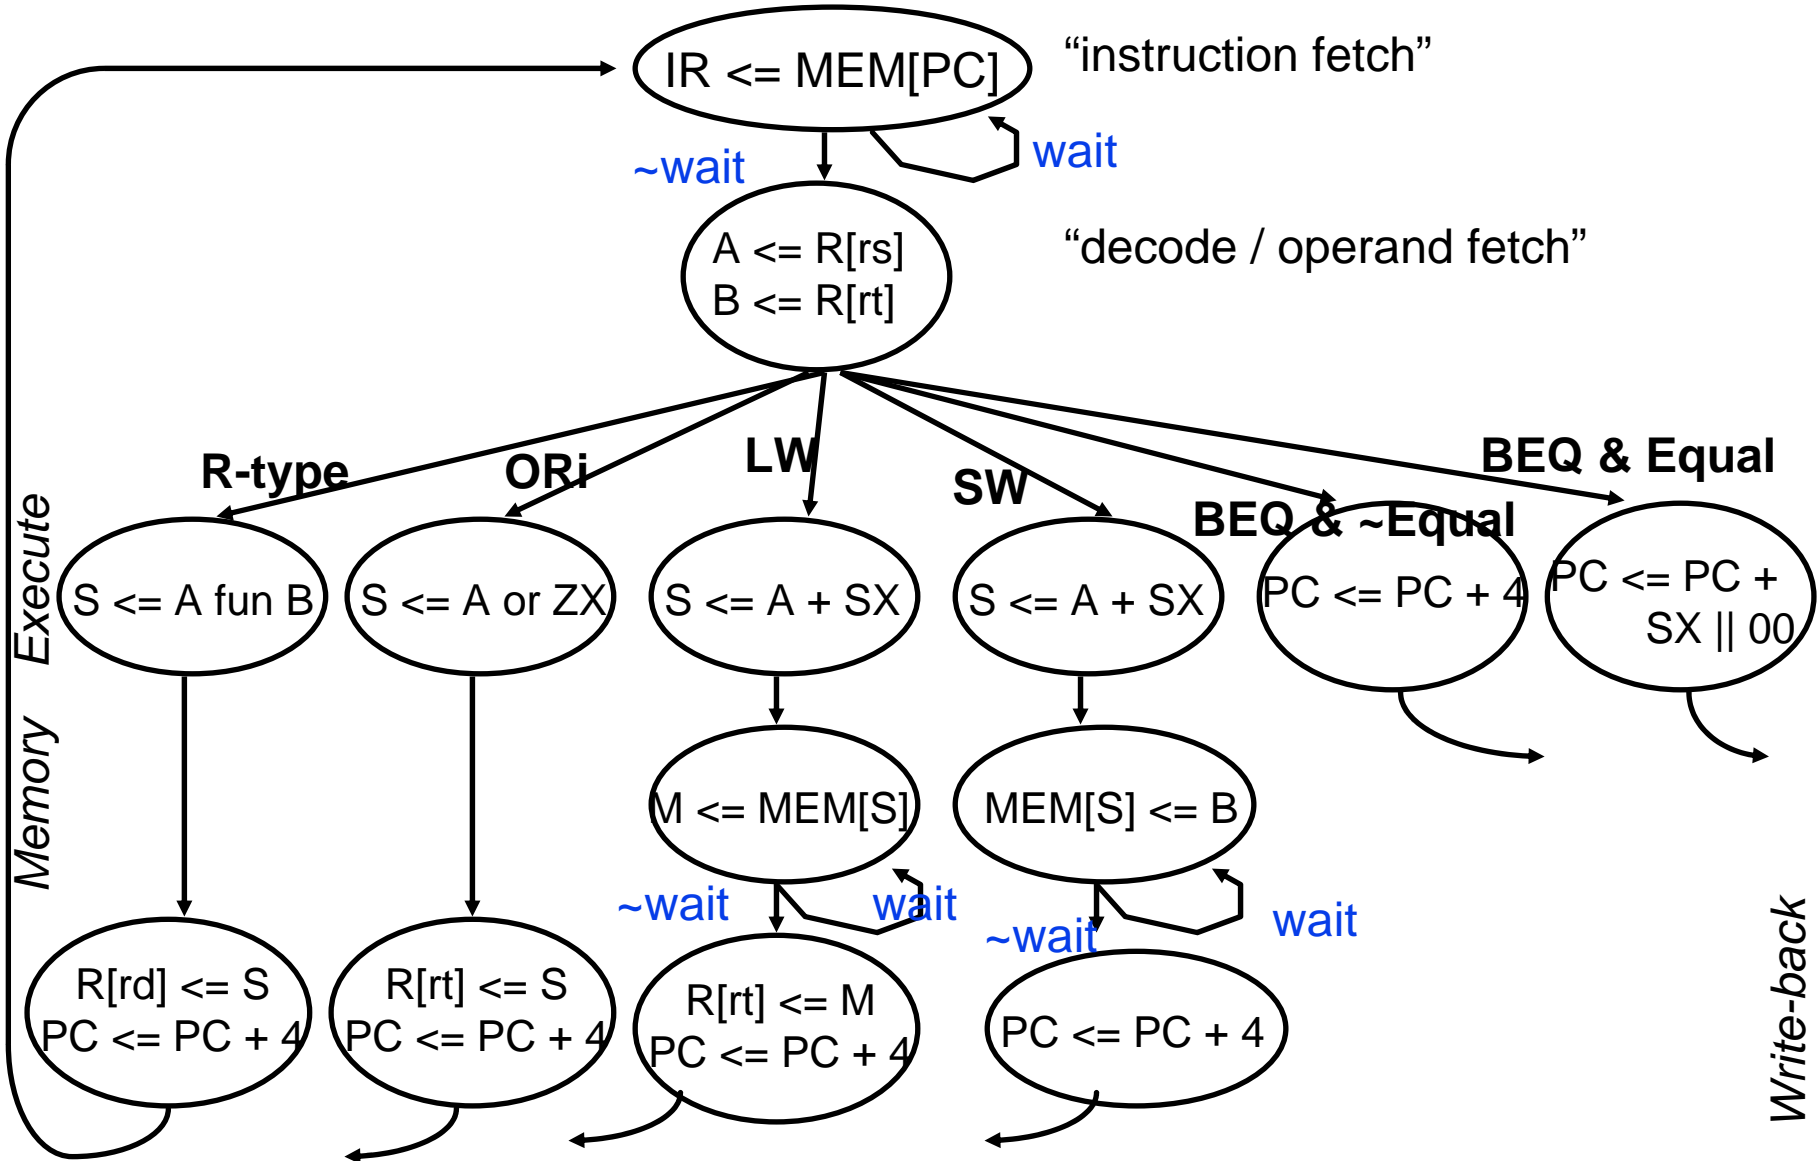 IR <= MEM[PC]
“instruction fetch”
~wait
wait
A <= R[rs]
B <= R[rt]
“decode / operand fetch”
R-type
ORi
LW
SW
BEQ & ~Equal
BEQ & Equal
Execute
S <= A fun B
S <= A or ZX
S <= A + SX
S <= A + SX
PC <= PC + 4
PC <= PC +
SX || 00
Memory
M <= MEM[S]
MEM[S] <= B
~wait
wait
~wait
wait
R[rd] <= S
PC <= PC + 4
R[rt] <= S
PC <= PC + 4
R[rt] <= M
PC <= PC + 4
PC <= PC + 4
Write-back